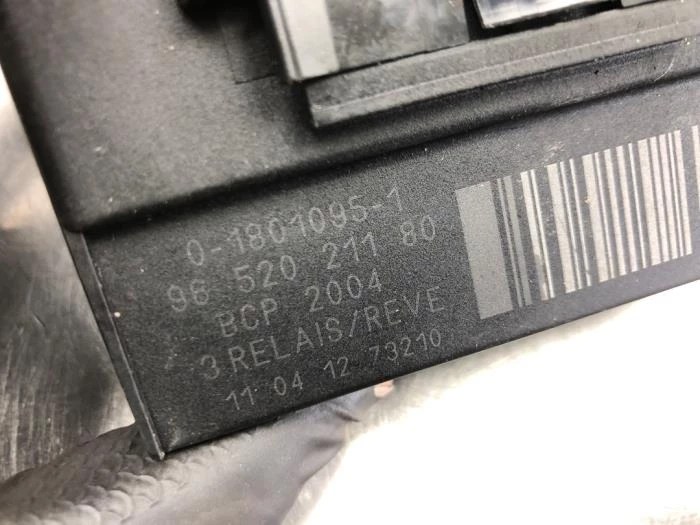 0-1801095-1
96 520 211 80
BCP 2004
3 RELAIS/REVE
11 04 12 73210